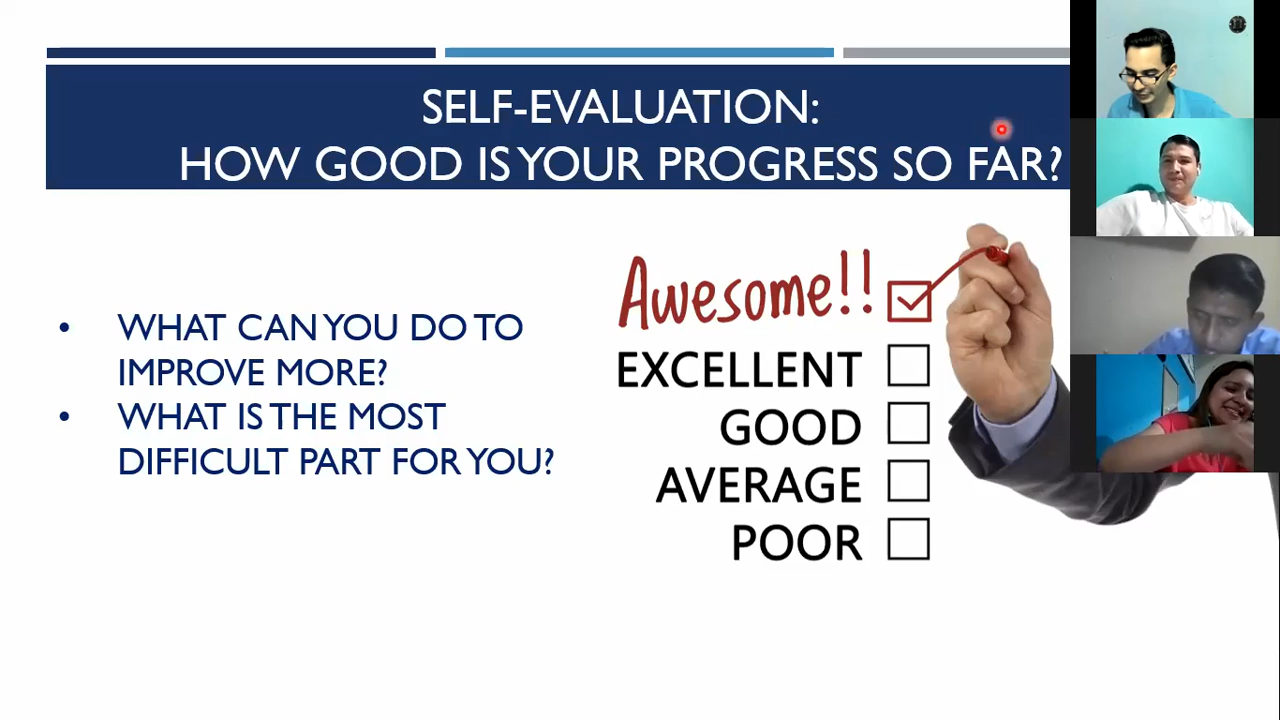 SELF-EVALUATION:
HOW GOOD IS YOUR PROGRESS SO FAR?
• WHAT CAN YOU DO TO
IMPROVE MORE?
• WHAT IS THE MOST
DIFFICULT PART FOR YOU?
Awesome!!
EXCELLENT
GOOD
AVERAGE
POOR